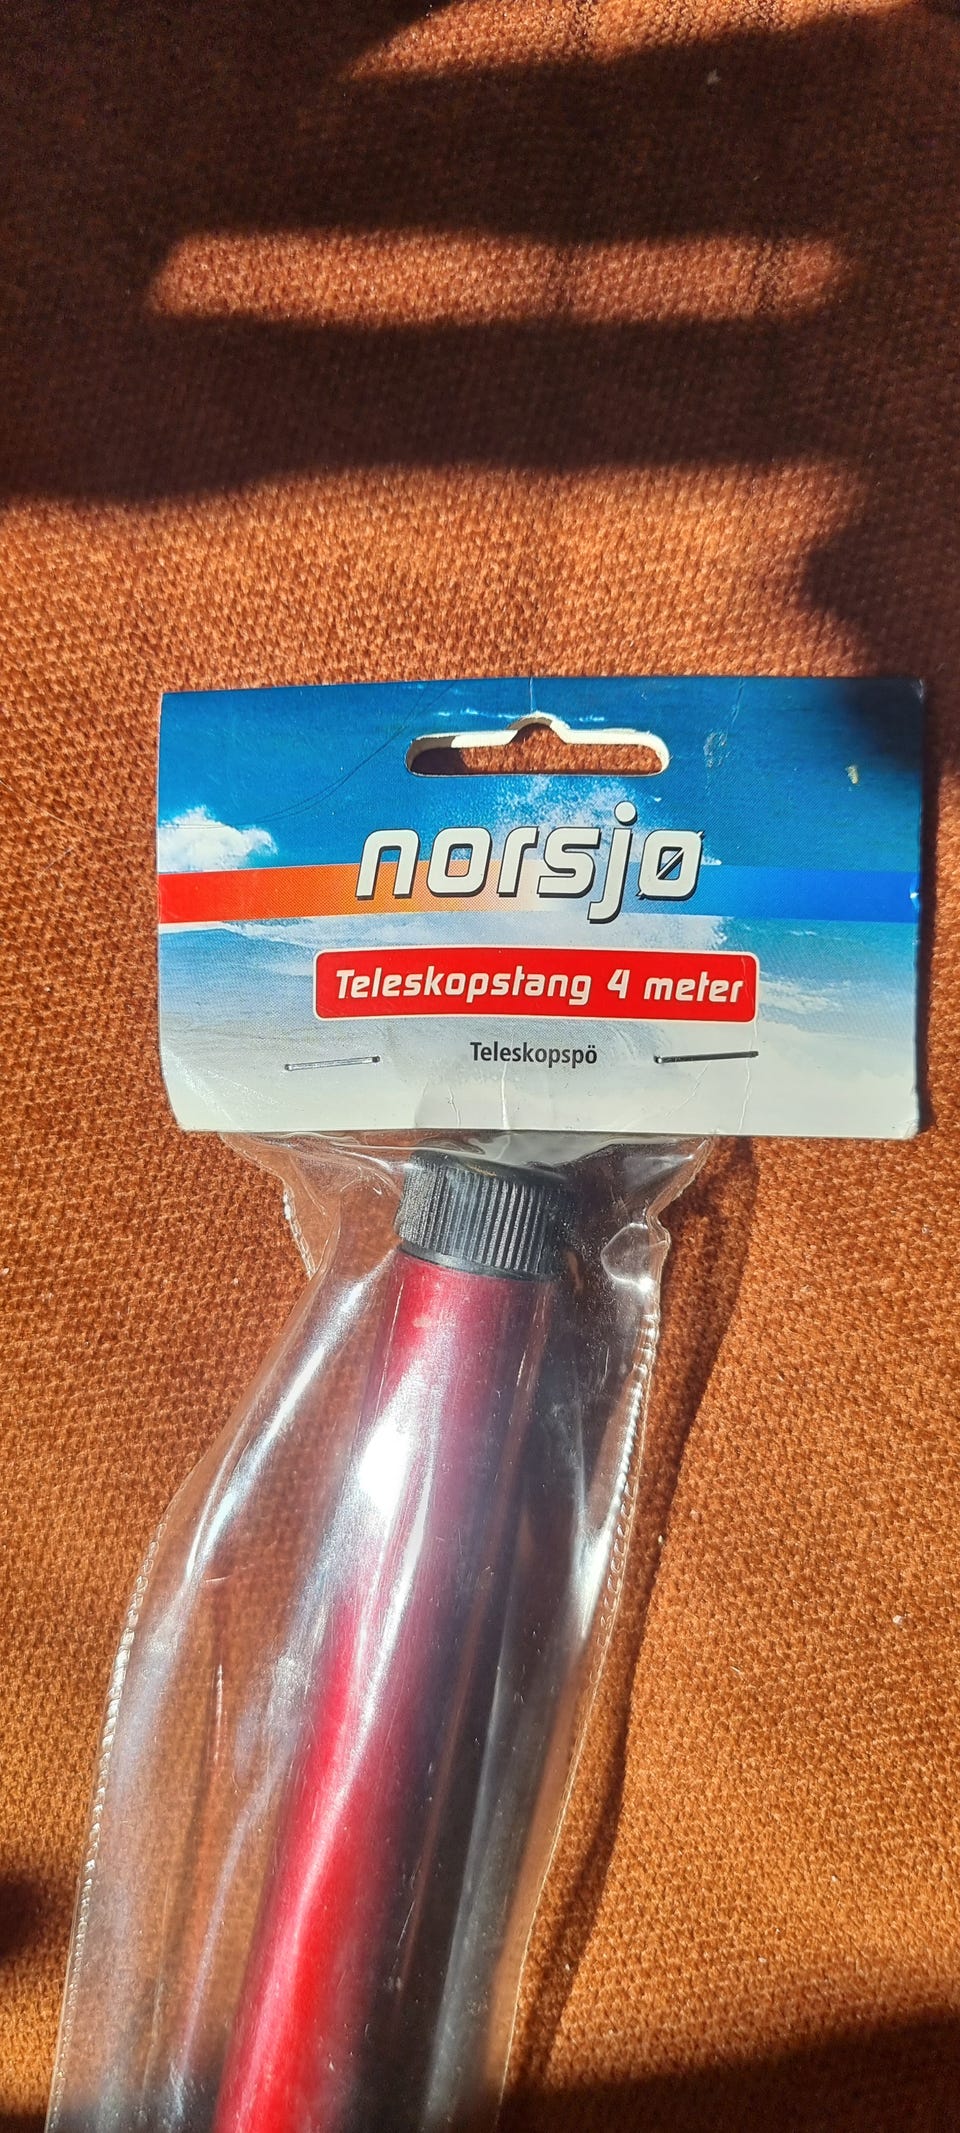 norsjø
Teleskopstang 4 meter
Teleskopspö